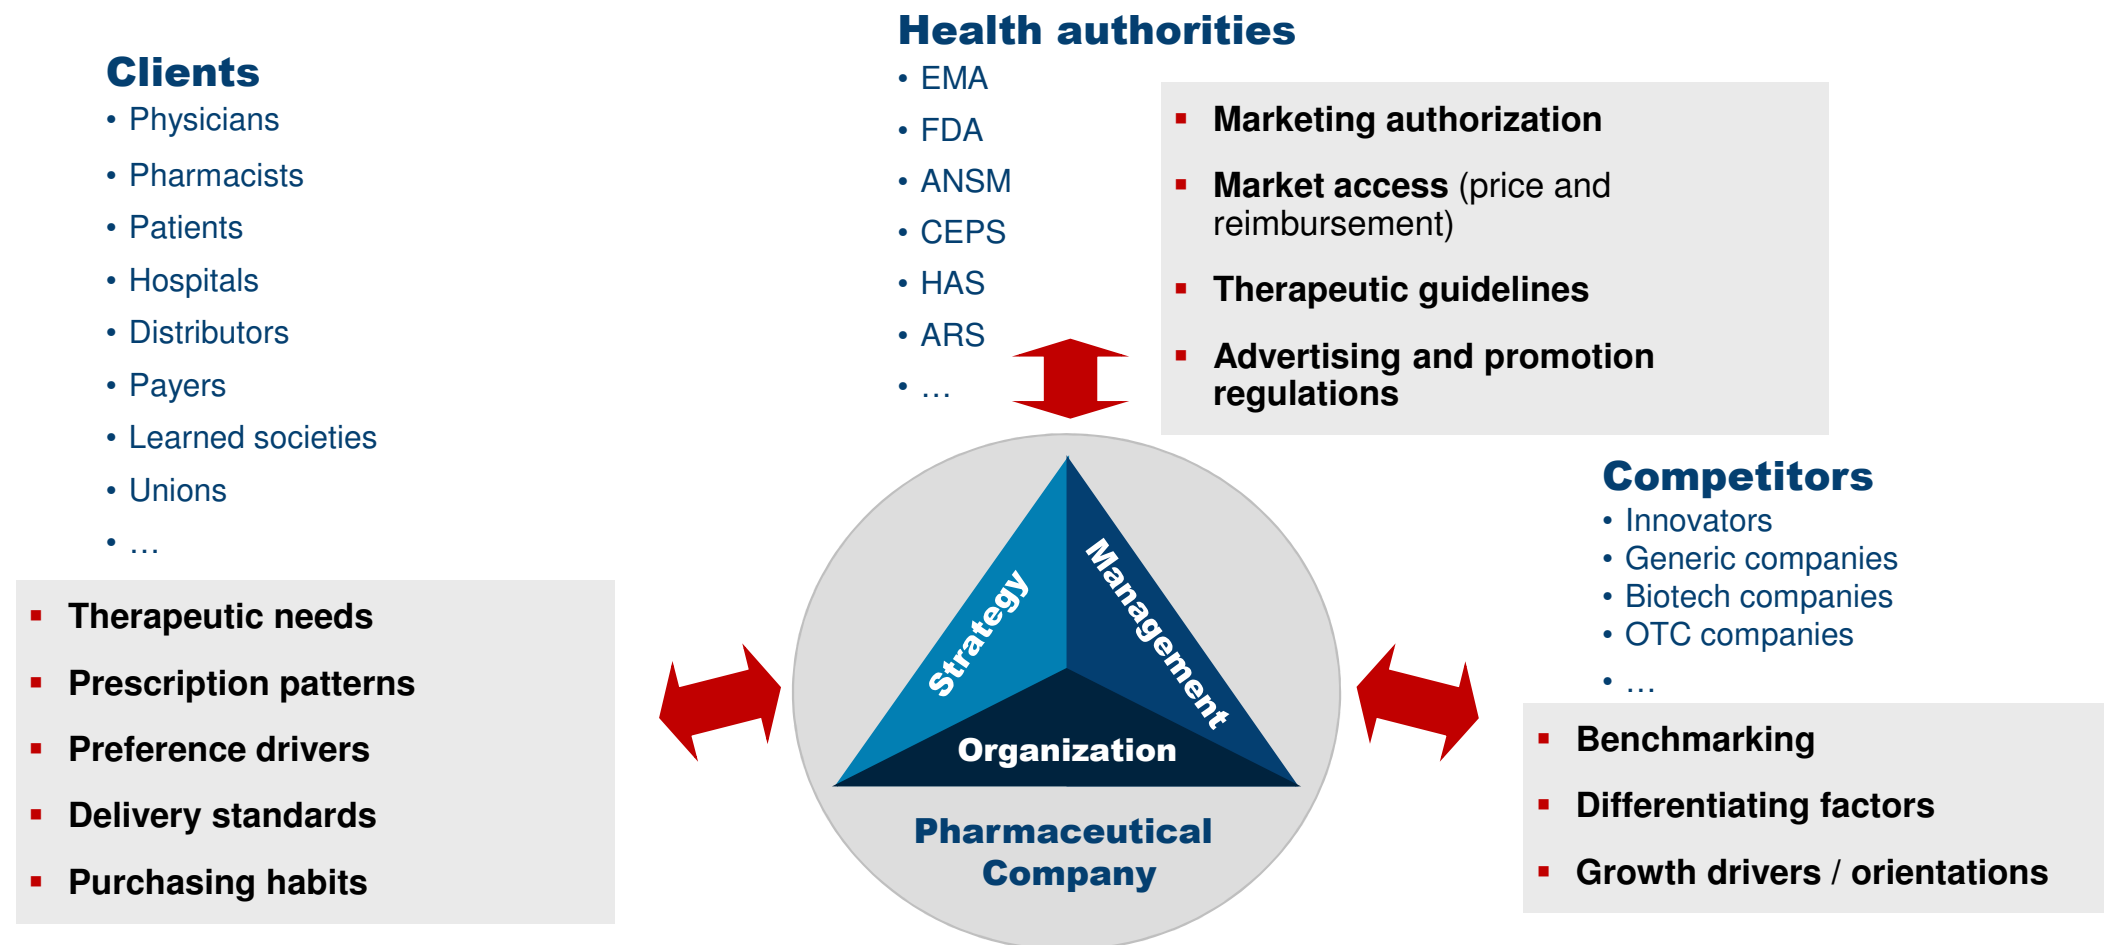 Health authorities
• EMA
• FDA
• ANSM
• CEPS
• HAS
• ARS
• …
Clients
• Physicians
• Pharmacists
• Patients
• Hospitals
• Distributors
• Payers
• Learned societies
• Unions
• …
▪ Marketing authorization
▪ Market access (price and
reimbursement)
▪ Therapeutic guidelines
▪ Advertising and promotion
regulations
Competitors
• Innovators
• Generic companies
• Biotech companies
• OTC companies
• …
▪ Therapeutic needs
▪ Prescription patterns
▪ Preference drivers
▪ Delivery standards
▪ Purchasing habits
Strategy
Management
Organization
Pharmaceutical
Company
▪ Benchmarking
▪ Differentiating factors
▪ Growth drivers / orientations